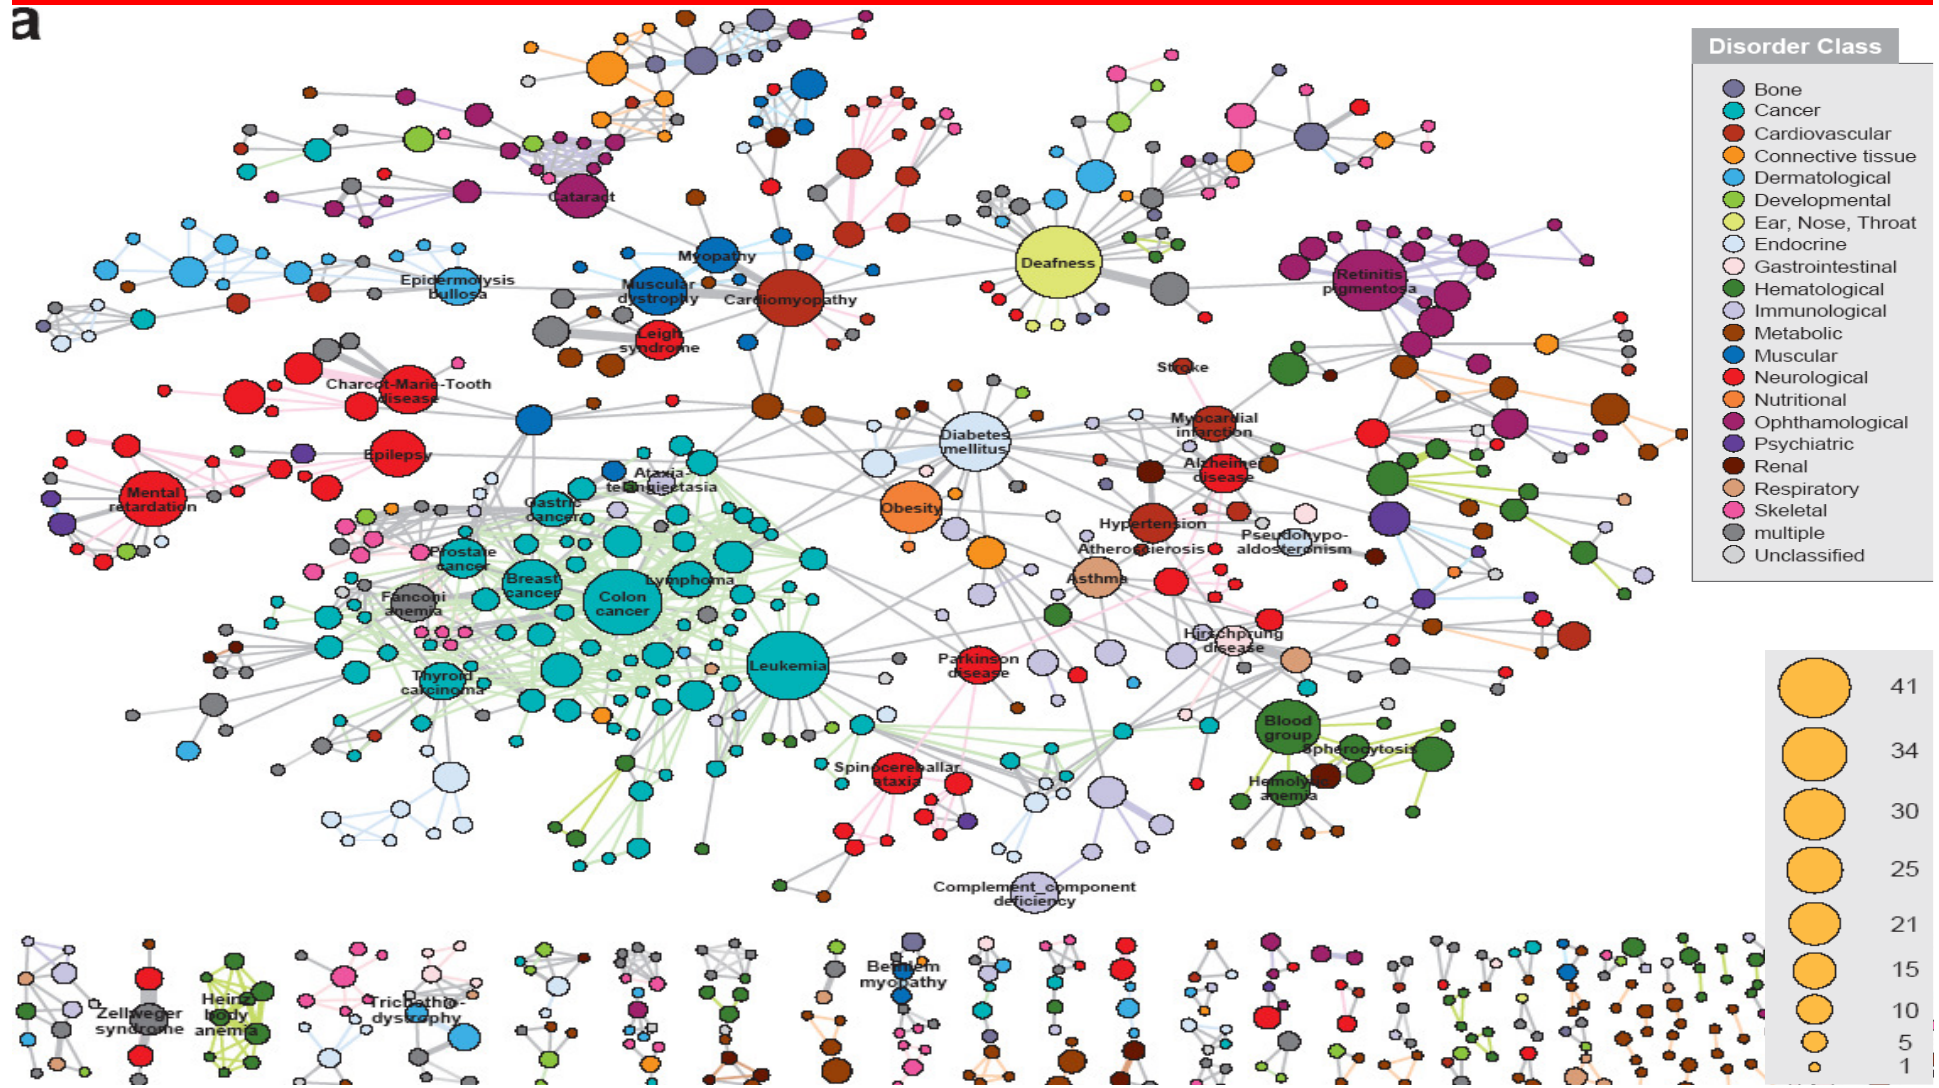 a
Disorder Class
Bone
Cancer
Cardiovascular
Connective tissue
Dermatological
Developmental
Ear, Nose, Throat
Endocrine
Gastrointestinal
Hematological
Immunological
Metabolic
Muscular
Neurological
Nutritional
Ophthamological
Psychiatric
Renal
Respiratory
Skeletal
multiple
Unclassified
Cataract
Myopathy
Epidermolysis
bullosa
Muscular
dystrophy
Cardiomyopathy
Deafness
Retinitis
pigmentosa
Leigh
syndrome
Charcot-Marie-Tooth
disease
Stroke
Myocardial
infarction
Diabetes
mellitus
Epilepsy
Alzheimer
disease
Ataxia-
telangiectasia
Mental
retardation
Gastric
cancer
Obesity
Hypertension
Pseudohypo-
aldosteronism
Atherosclerosis
Prostate
cancer
Breast
cancer
Lymphoma
Asthma
Colon
cancer
Fanconi
anemia
Hirschprung
disease
Leukemia
Parkinson
disease
Thyroid
carcinoma
Blood
group
Spherocytosis
Spinocereballar
ataxia
Hemolytic
anemia
Complement_component
deficiency
Bethlem
myopathy
Zellweger
syndrome
Heinz
body
anemia
Trichothio-
dystrophy
41
34
30
25
21
15
10
5
1